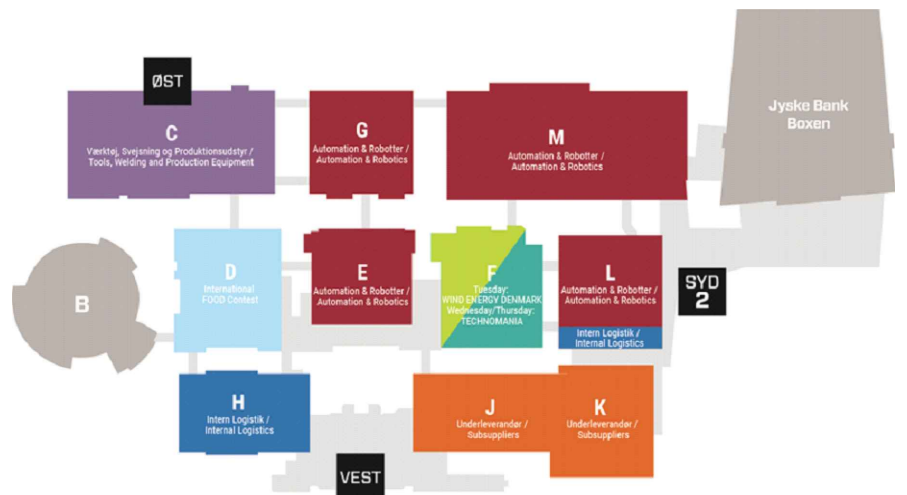 ØST
C
Værktøj, Svejsning og Produktionsudstyr /
Tools, Welding and Production Equipment
G
Automation & Robotter /
Automation & Robotics
M
Automation & Robotter /
Automation & Robotics
Jyske Bank
Boxen
B
D
International
FOOD Contest
E
Automation & Robotter /
Automation & Robotics
F
Tuesday:
WIND ENERGY DENMARK
Wednesday/Thursday:
TECHNOMANIA
L
Automation & Robotter /
Automation & Robotics
Intern Logistik /
Internal Logistics
SYD
2
H
Intern Logistik /
Internal Logistics
J
Underleverandør /
Subsuppliers
K
Underleverandør /
Subsuppliers
VEST